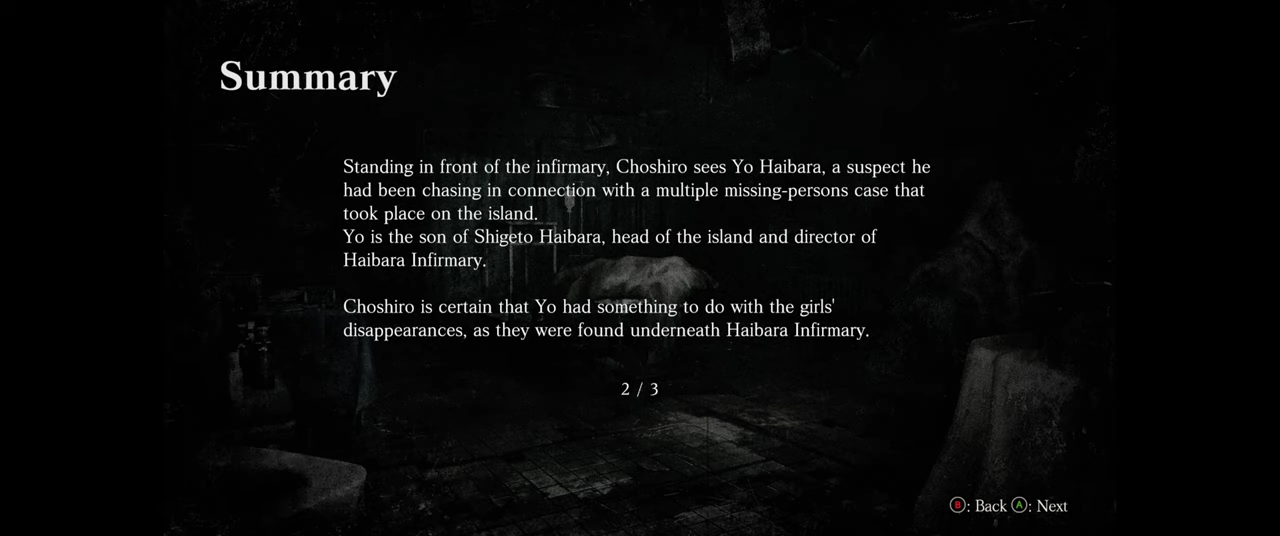 Summary
Standing in front of the infirmary, Choshiro sees Yo Haibara, a suspect he
had been chasing in connection with a multiple missing-persons case that
took place on the island.
Yo is the son of Shigeto Haibara, head of the island and director of
Haibara Infirmary.
Choshiro is certain that Yo had something to do with the girls'
disappearances, as they were found underneath Haibara Infirmary.
2 / 3
B: Back A: Next